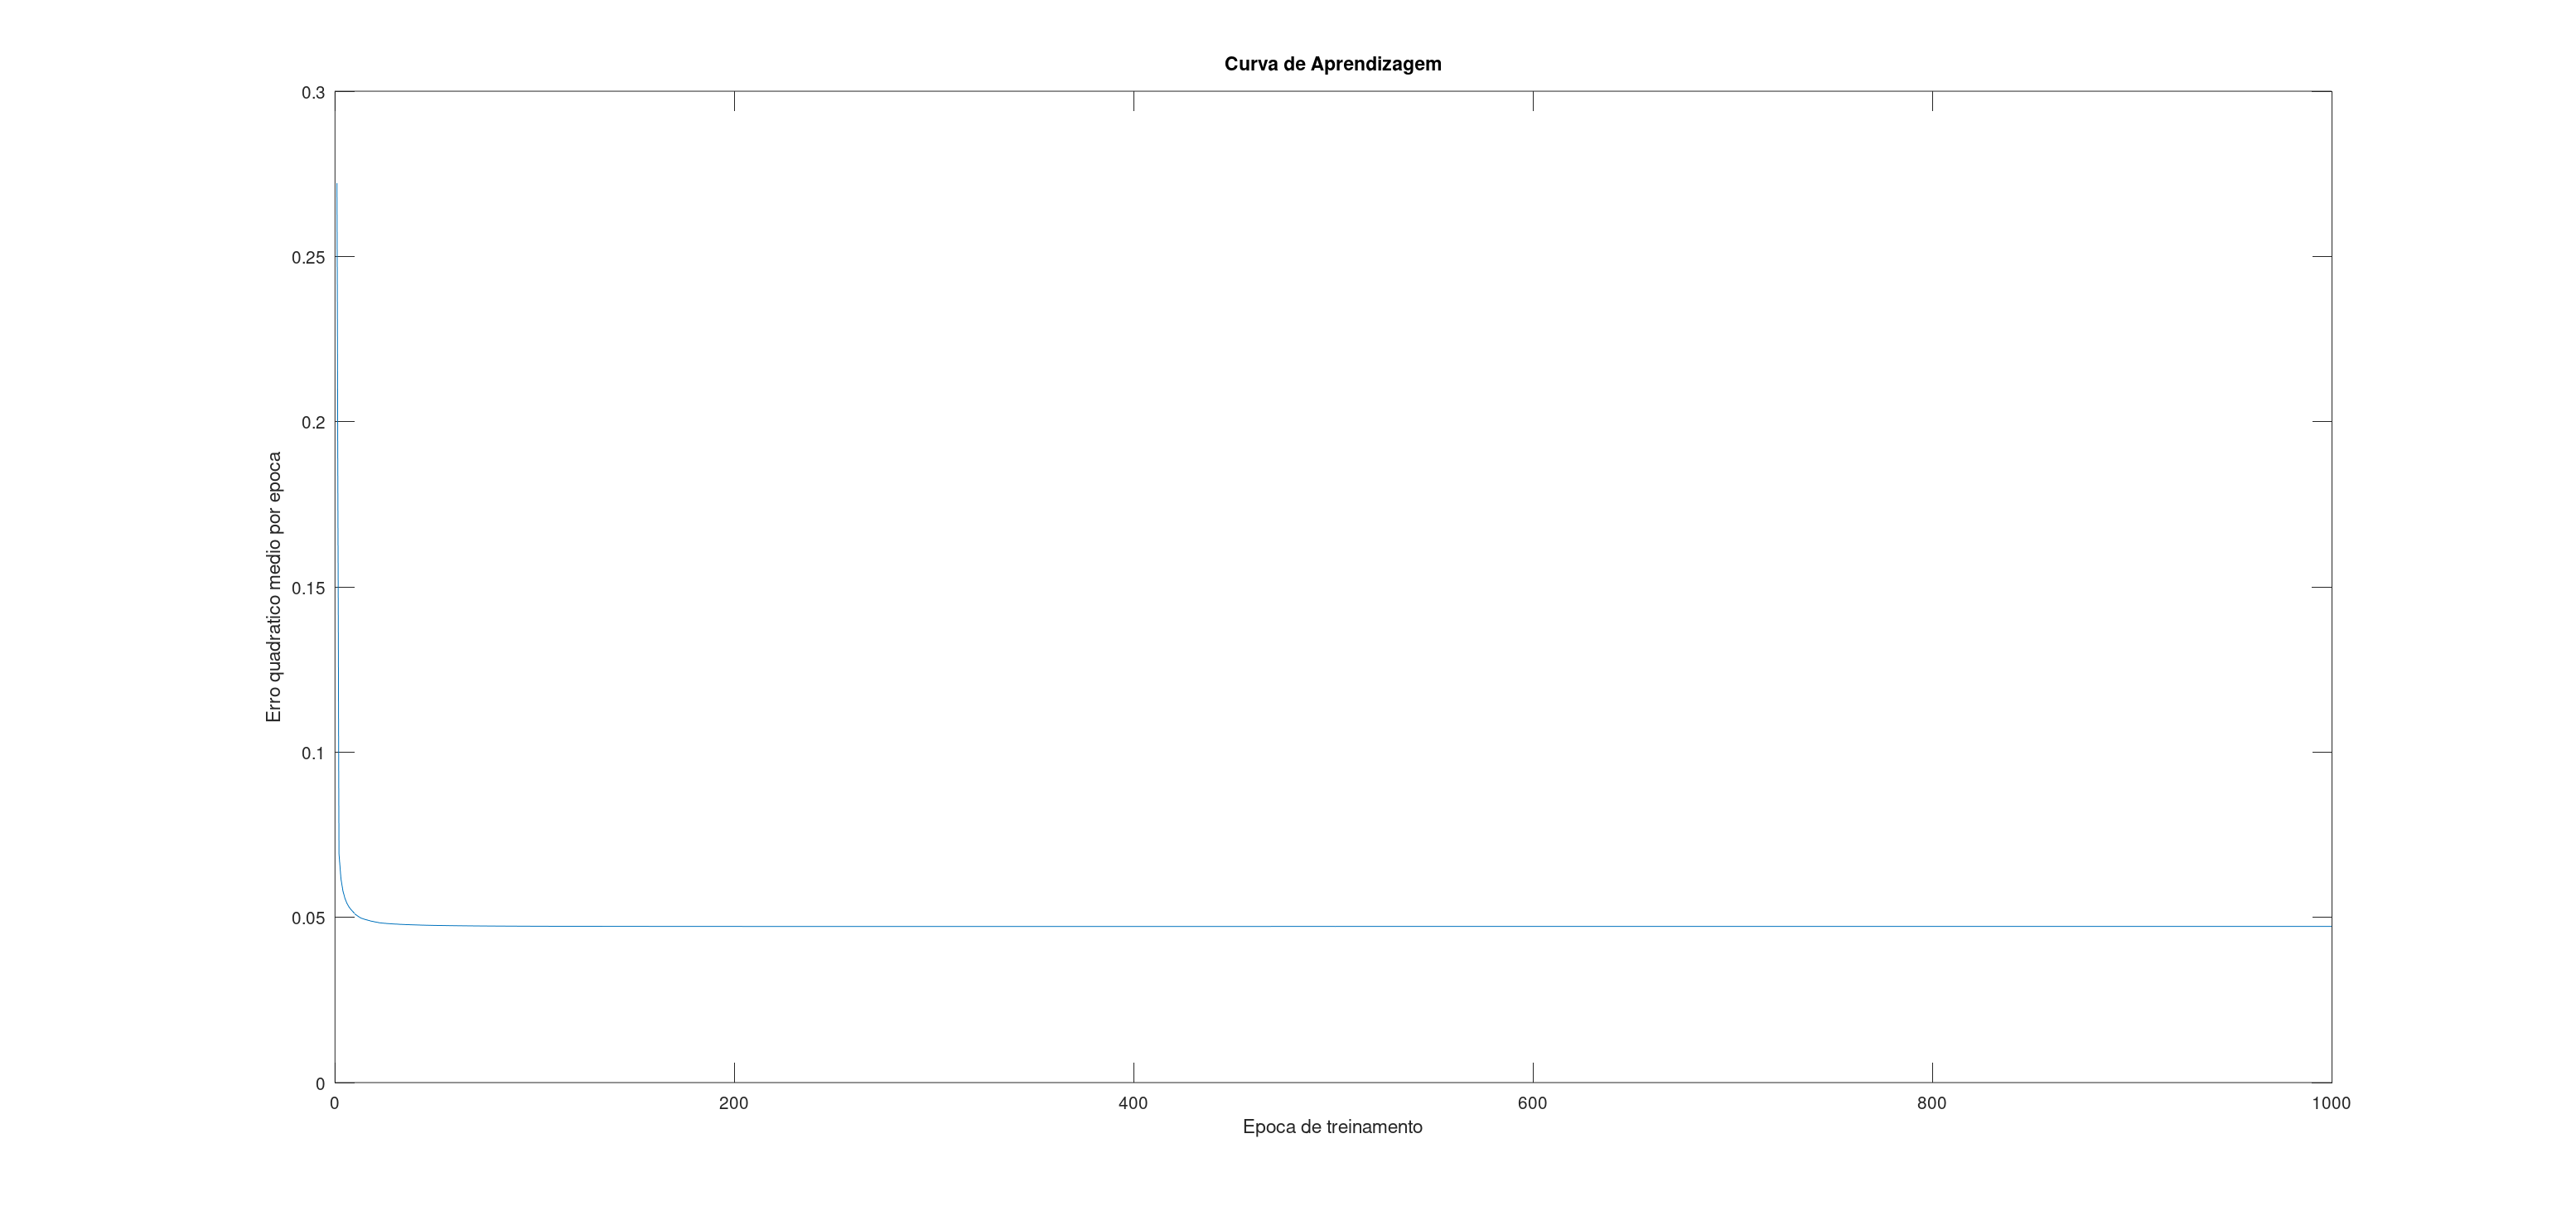 Curva de Aprendizagem
0.3
0.25
0.2
0.15
0.1
0.05
0
Erro quadratico medio por epoca
0 200 400 600 800 1000
Epoca de treinamento